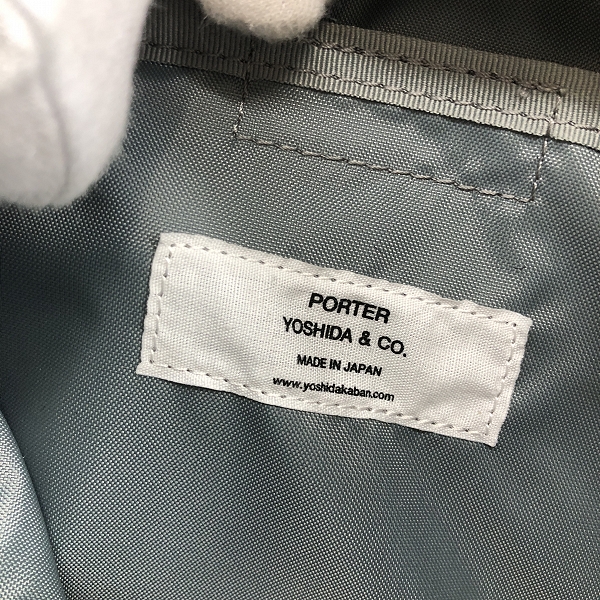 PORTER
YOSHIDA & CO.
MADE IN JAPAN
www.yoshidakaban.com